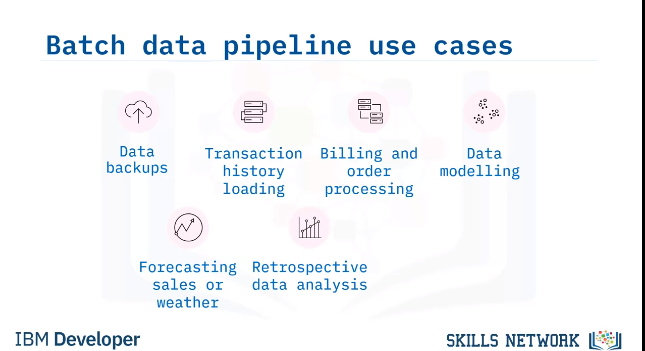 Batch data pipeline use cases
Data
backups
Transaction
history
loading
Billing and
order
processing
Data
modelling
Forecasting
sales or
weather
Retrospective
data analysis
IBM Developer
SKILLS NETWORK